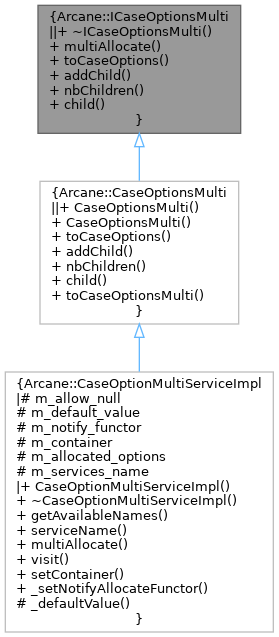 {Arcane::ICaseOptionsMulti
||+ ~ICaseOptionsMulti()
+ multiAllocate()
+ toCaseOptions()
+ addChild()
+ nbChildren()
+ child()
}
{Arcane::CaseOptionsMulti
||+ CaseOptionsMulti()
+ CaseOptionsMulti()
+ toCaseOptions()
+ addChild()
+ nbChildren()
+ child()
+ toCaseOptionsMulti()
}
{Arcane::CaseOptionMultiServiceImpl
|# m_allow_null
# m_default_value
# m_notify_functor
# m_container
# m_allocated_options
# m_services_name
|+ CaseOptionMultiServiceImpl()
+ ~CaseOptionMultiServiceImpl()
+ getAvailableNames()
+ serviceName()
+ multiAllocate()
+ visit()
+ setContainer()
+ _setNotifyAllocateFunctor()
# _defaultValue()
}